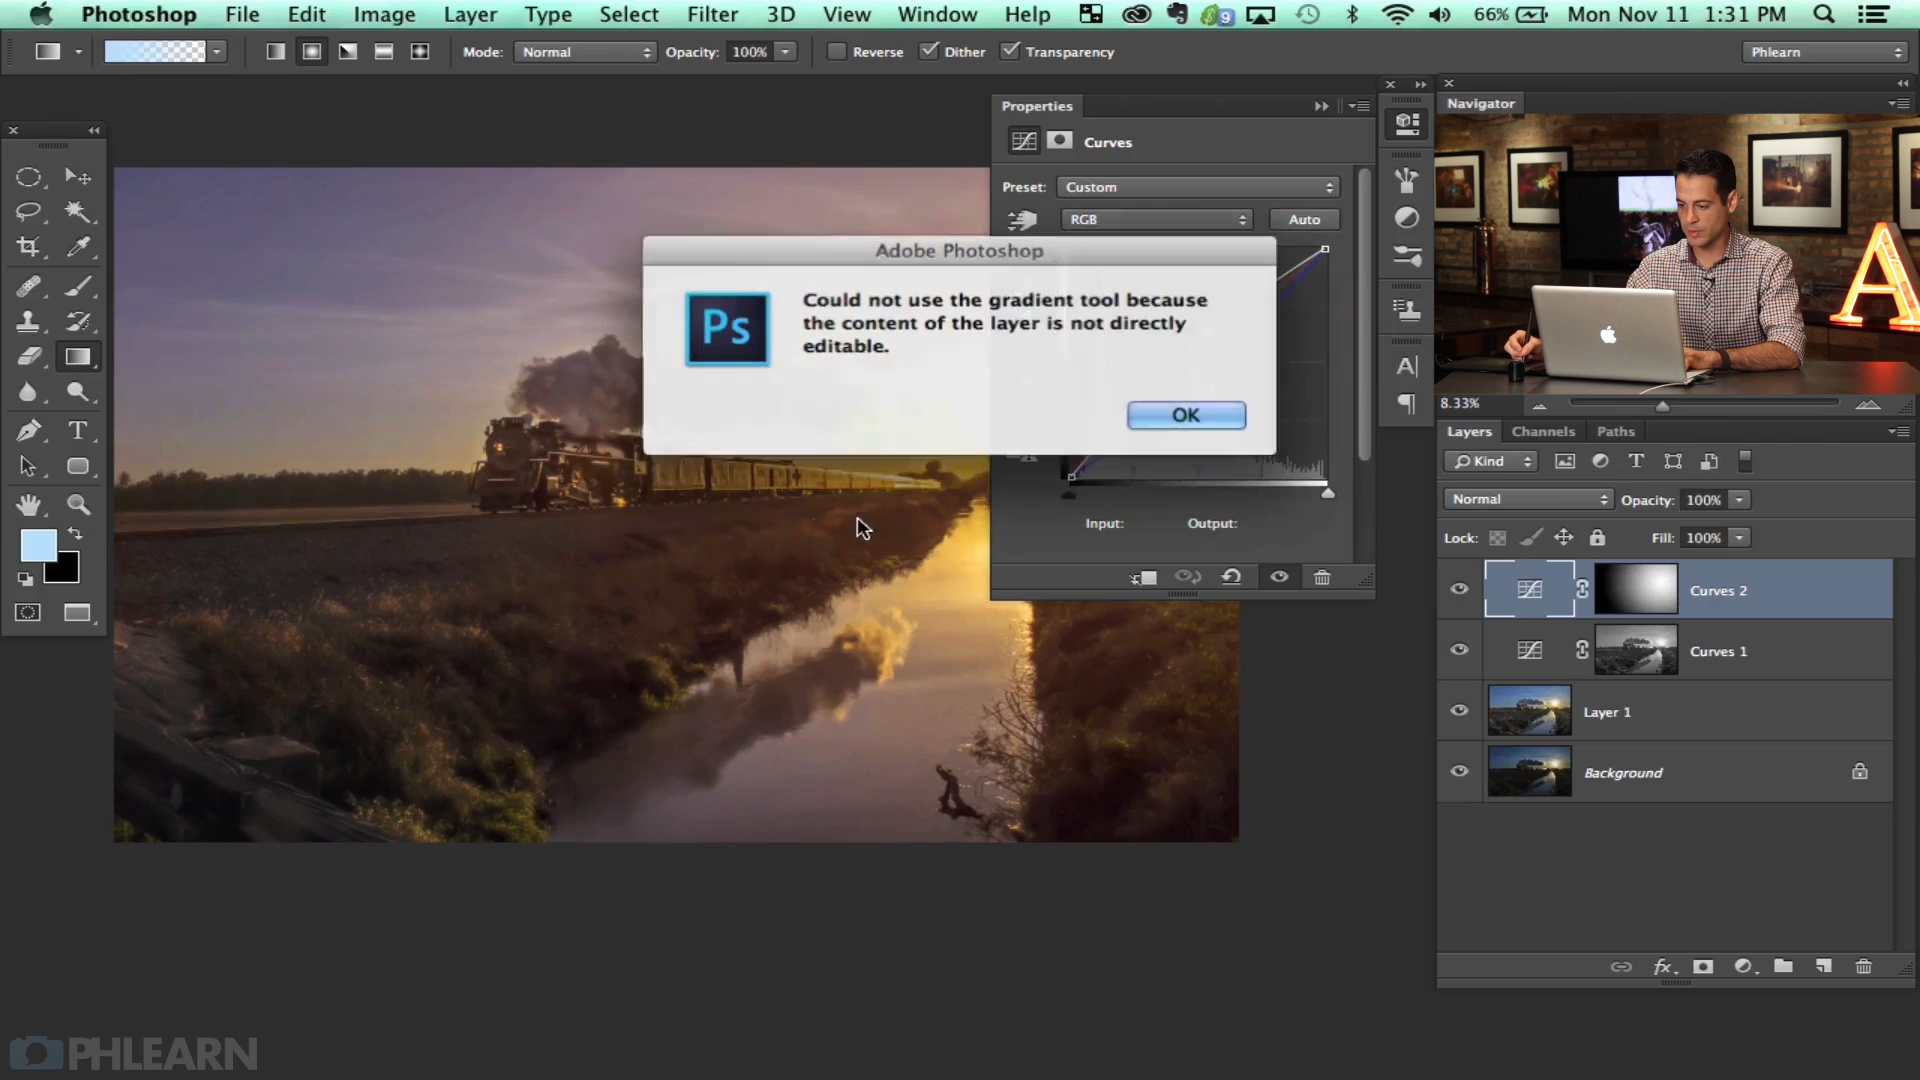 Photoshop File Edit Image Layer Type Select Filter 3D View Window Help 9 66% Mon Nov 11 1:31 PM
Mode: Normal Opacity: 100% Reverse Dither Transparency Phlearn
Properties
Navigator
Curves
Preset: Custom
RGB Auto
Adobe Photoshop
Ps
Could not use the gradient tool because
the content of the layer is not directly
editable.
OK
A
8.33%
Layers Channels Paths
Kind
Normal Opacity: 100%
Input: Output:
Lock: Fill: 100%
Curves 2
Curves 1
Layer 1
Background
fx
PHLEARN